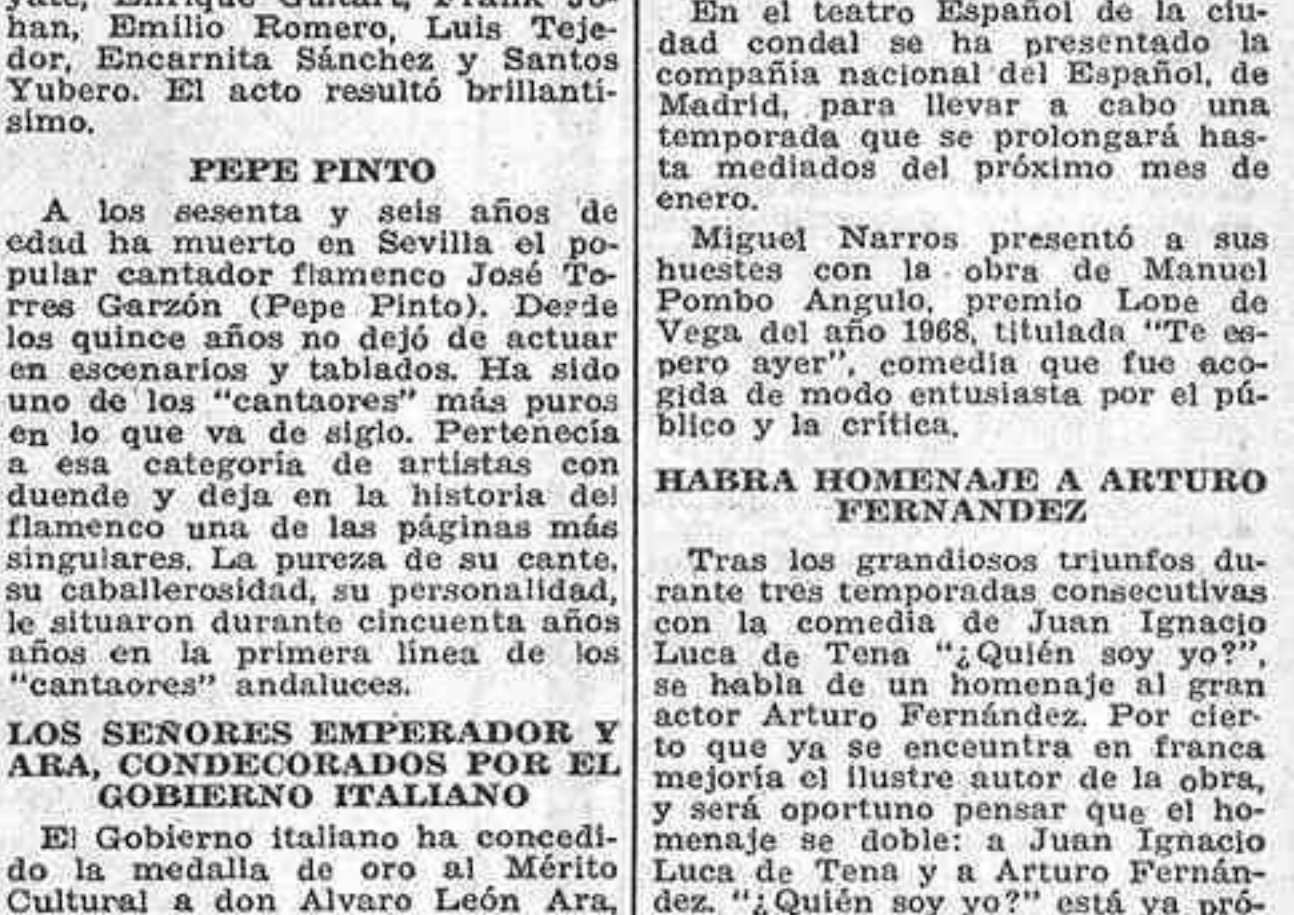 han, Emilio Romero, Luis Teje-
dor, Encarnita Sánchez y Santos
Yubero. El acto resultó brillantí-
simo.
PEPE PINTO
A los sesenta y seis años de
edad ha muerto en Sevilla el po-
pular cantador flamenco José To-
rres Garzón (Pepe Pinto). Desde
los quince años no dejó de actuar
en escenarios y tablados. Ha sido
uno de los "cantaores" más puros
en lo que va de siglo. Pertenecía
a esa categoría de artistas con
duende y deja en la historia del
flamenco una de las páginas más
singulares. La pureza de su cante,
su caballerosidad, su personalidad,
le situaron durante cincuenta años
años en la primera línea de los
"cantaores" andaluces.
LOS SEÑORES EMPERADOR Y
ARA, CONDECORADOS POR EL
GOBIERNO ITALIANO
El Gobierno italiano ha concedi-
do la medalla de oro al Mérito
Cultural a don Alvaro León Ara,
En el teatro Español de la ciu-
dad condal se ha presentado la
compañía nacional del Español, de
Madrid, para llevar a cabo una
temporada que se prolongará has-
ta mediados del próximo mes de
enero.
Miguel Narros presentó a sus
huestes con la obra de Manuel
Pombo Angulo, premio Lope de
Vega del año 1968, titulada "Te es-
pero ayer", comedia que fue aco-
gida de modo entusiasta por el pú-
blico y la crítica.
HABRA HOMENAJE A ARTURO
FERNANDEZ
Tras los grandiosos triunfos du-
rante tres temporadas consecutivas
con la comedia de Juan Ignacio
Luca de Tena "¿Quién soy yo?",
se habla de un homenaje al gran
actor Arturo Fernández. Por cier-
to que ya se enceuntra en franca
mejoría el ilustre autor de la obra,
y será oportuno pensar que el ho-
menaje se doble: a Juan Ignacio
Luca de Tena y a Arturo Fernán-
dez. "¿Quién soy yo?" está ya pró-